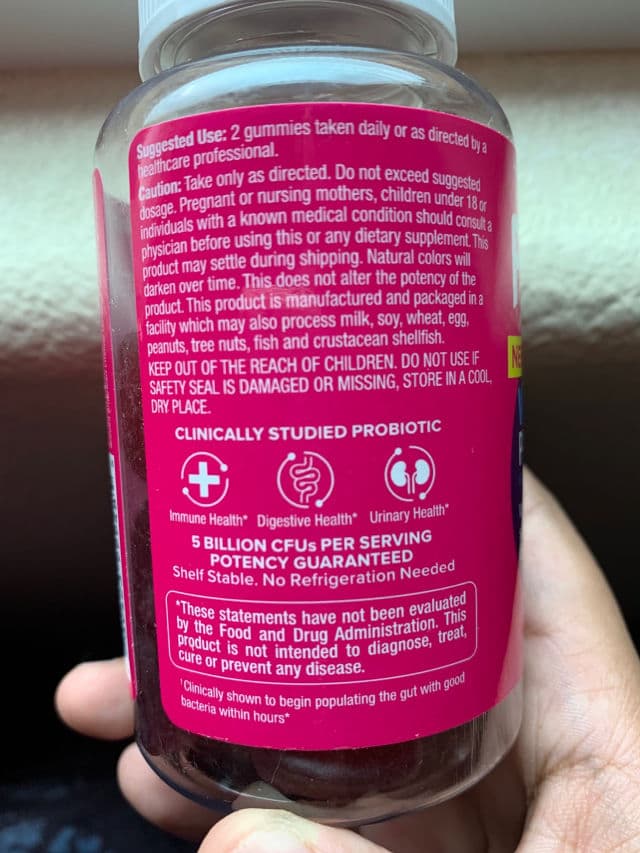 Suggested Use: 2 gummies taken daily or as directed by a
healthcare professional.
Caution: Take only as directed. Do not exceed suggested
dosage. Pregnant or nursing mothers, children under 18 or
individuals with a known medical condition should consult a
physician before using this or any dietary supplement. This
product may settle during shipping. Natural colors will
darken over time. This does not alter the potency of the
product. This product is manufactured and packaged in a
facility which may also process milk, soy, wheat, egg,
peanuts, tree nuts, fish and crustacean shellfish.
KEEP OUT OF THE REACH OF CHILDREN. DO NOT USE IF
SAFETY SEAL IS DAMAGED OR MISSING, STORE IN A COOL,
DRY PLACE.
CLINICALLY STUDIED PROBIOTIC
Immune Health* Digestive Health* Urinary Health*
5 BILLION CFUs PER SERVING
POTENCY GUARANTEED
Shelf Stable. No Refrigeration Needed
*These statements have not been evaluated
by the Food and Drug Administration. This
product is not intended to diagnose, treat,
cure or prevent any disease.
†Clinically shown to begin populating the gut with good
bacteria within hours*